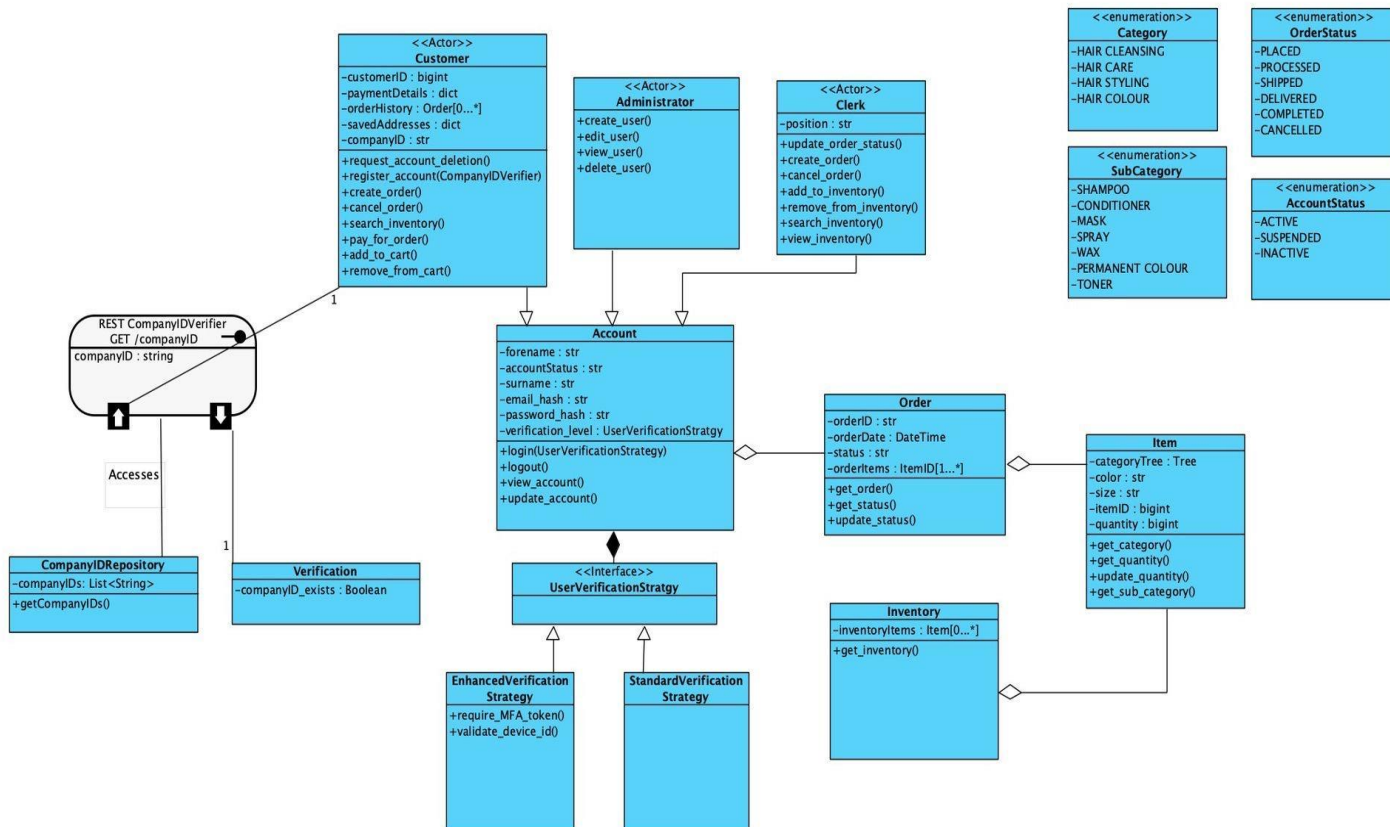 <<Actor>>
Customer
-customerID : bigint
-paymentDetails : dict
-orderHistory : Order[0...*]
-savedAddresses : dict
-companyID : str
+request_account_deletion()
+register_account(CompanyIDVerifier)
+create_order()
+cancel_order()
+search_inventory()
+pay_for_order()
+add_to_cart()
+remove_from_cart()
1
<<Actor>>
Administrator
+create_user()
+edit_user()
+view_user()
+delete_user()
<<Actor>>
Clerk
-position : str
+update_order_status()
+create_order()
+cancel_order()
+add_to_inventory()
+remove_from_inventory()
+search_inventory()
+view_inventory()
<<enumeration>>
Category
-HAIR CLEANSING
-HAIR CARE
-HAIR STYLING
-HAIR COLOUR
<<enumeration>>
OrderStatus
-PLACED
-PROCESSED
-SHIPPED
-DELIVERED
-COMPLETED
-CANCELLED
<<enumeration>>
SubCategory
-SHAMPOO
-CONDITIONER
-MASK
-SPRAY
-WAX
-PERMANENT COLOUR
-TONER
<<enumeration>>
AccountStatus
-ACTIVE
-SUSPENDED
-INACTIVE
REST CompanyIDVerifier
GET /companyID
companyID : string
Accesses
1
CompanyIDRepository
-companyIDs: List<String>
+getCompanyIDs()
Verification
-companyID_exists : Boolean
Account
-forename : str
-accountStatus : str
-surname : str
-email_hash : str
-password_hash : str
-verification_level : UserVerificationStratgy
+login(UserVerificationStrategy)
+logout()
+view_account()
+update_account()
<<Interface>>
UserVerificationStratgy
EnhancedVerification
Strategy
+require_MFA_token()
+validate_device_id()
StandardVerification
Strategy
Order
-orderID : str
-orderDate : DateTime
-status : str
-orderItems : ItemID[1...*]
+get_order()
+get_status()
+update_status()
Item
-categoryTree : Tree
-color : str
-size : str
-itemID : bigint
-quantity : bigint
+get_category()
+get_quantity()
+update_quantity()
+get_sub_category()
Inventory
-inventoryItems : Item[0...*]
+get_inventory()